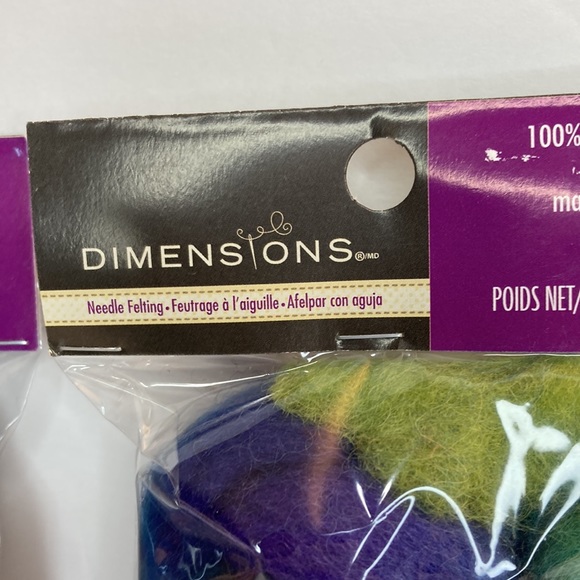 100%
DIMENSIONS®/MD
Needle Felting • Feutrage à l'aiguille • Afelpar con aguja
POIDS NET/